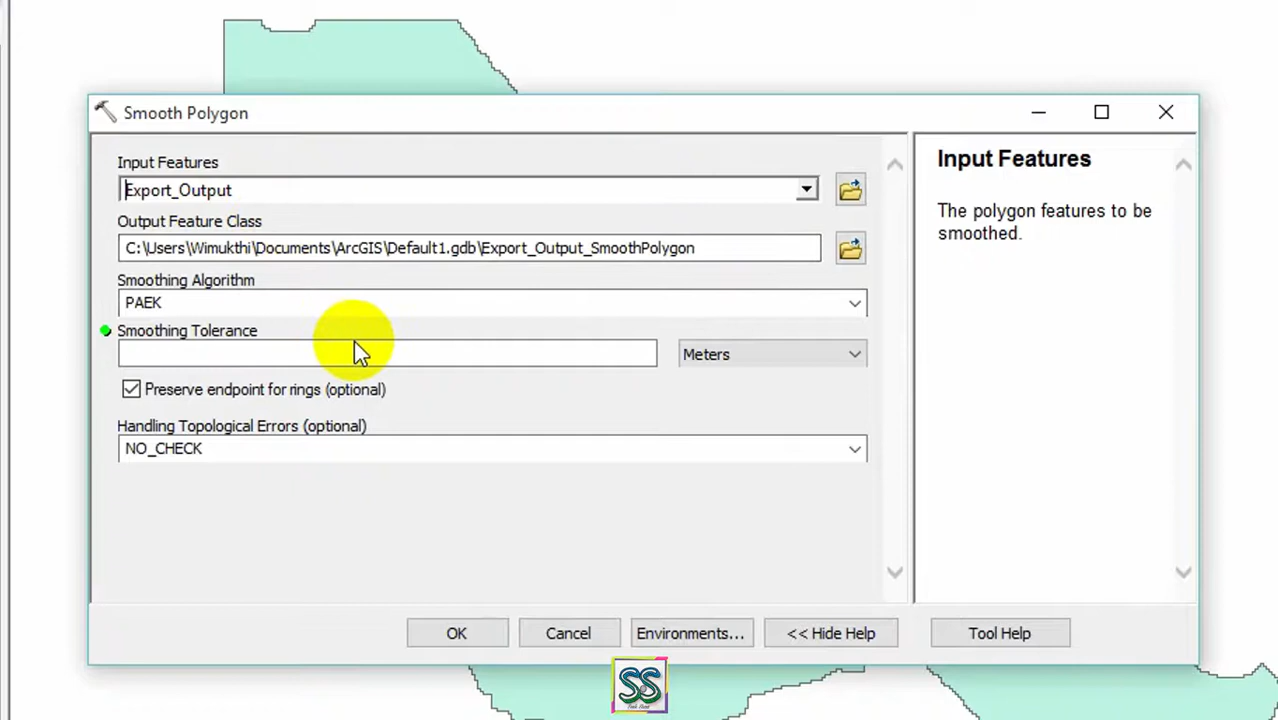 Smooth Polygon
Input Features
Export_Output
Output Feature Class
C:\Users\Wimukthi\Documents\ArcGIS\Default1.gdb\Export_Output_SmoothPolygon
Smoothing Algorithm
PAEK
Smoothing Tolerance
Meters
Preserve endpoint for rings (optional)
Handling Topological Errors (optional)
NO_CHECK
OK
Cancel
Environments...
<< Hide Help
Input Features
The polygon features to be
smoothed.
Tool Help
SS